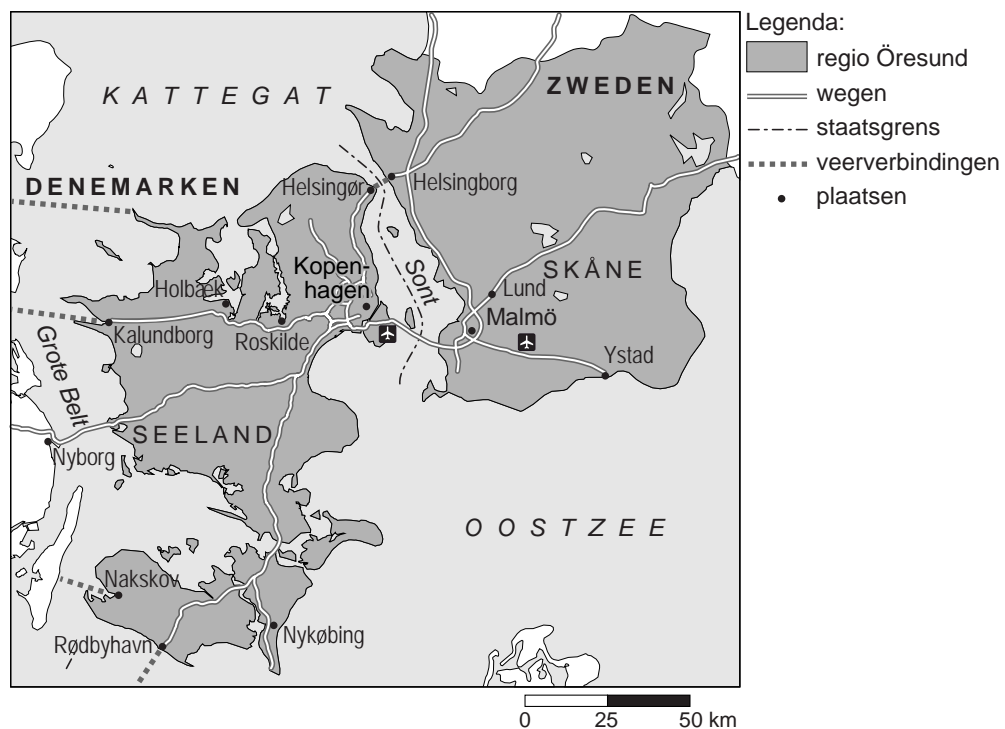 Legenda:
regio Öresund
wegen
staatsgrens
veerverbindingen
plaatsen
KATTEGAT
ZWEDEN
DENEMARKEN
Helsingør
Helsingborg
Sont
SKÅNE
Kopen-
hagen
Holbæk
Lund
Kalundborg
Roskilde
Malmö
Ystad
Grote Belt
SEELAND
Nyborg
OOSTZEE
Nakskov
Rødbyhavn
Nykøbing
0 25 50 km